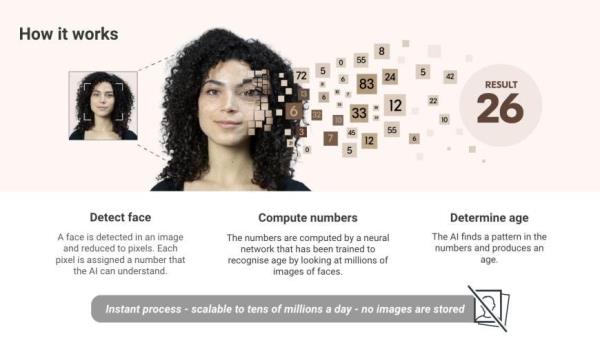 How it works
8
55
0
72
5
5
42
6
83
24
8
13
6
9
7
12
22
6
32
10
33
10
3
7
45
55
12
6
0
5
RESULT
26
Detect face
A face is detected in an image
and reduced to pixels. Each
pixel is assigned a number that
the AI can understand.
Compute numbers
The numbers are computed by a neural
network that has been trained to
recognise age by looking at millions of
images of faces.
Determine age
The AI finds a pattern in the
numbers and produces an
age.
Instant process - scalable to tens of millions a day - no images are stored